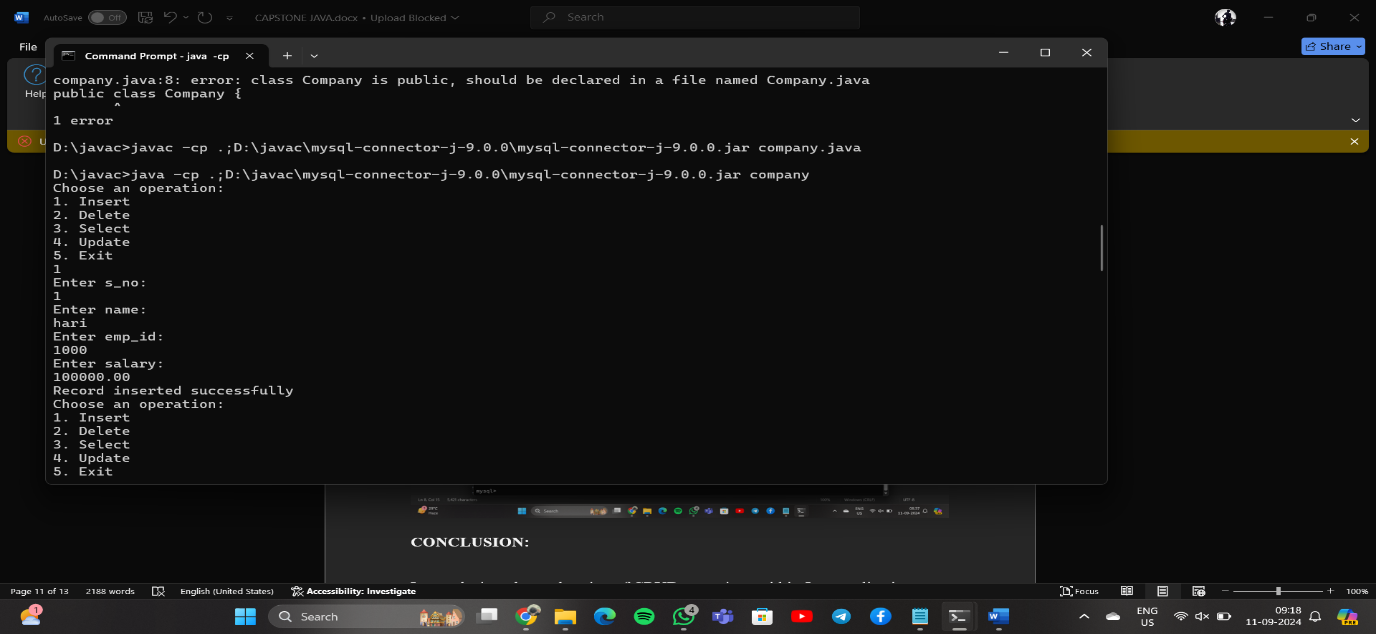 AutoSave Off CAPSTONE JAVA.docx • Upload Blocked Search
File Share
Command Prompt - java -cp
Help
company.java:8: error: class Company is public, should be declared in a file named Company.java
public class Company {
^
1 error
D:\javac>javac -cp .;D:\javac\mysql-connector-j-9.0.0\mysql-connector-j-9.0.0.jar company.java
D:\javac>java -cp .;D:\javac\mysql-connector-j-9.0.0\mysql-connector-j-9.0.0.jar company
Choose an operation:
1. Insert
2. Delete
3. Select
4. Update
5. Exit
1
Enter s_no:
1
Enter name:
hari
Enter emp_id:
1000
Enter salary:
100000.00
Record inserted successfully
Choose an operation:
1. Insert
2. Delete
3. Select
4. Update
5. Exit
mysql>
Search
CONCLUSION:
Page 11 of 13 2188 words English (United States) Accessibility: Investigate Focus 100%
1 Search 4 ENG 09:18
US 11-09-2024